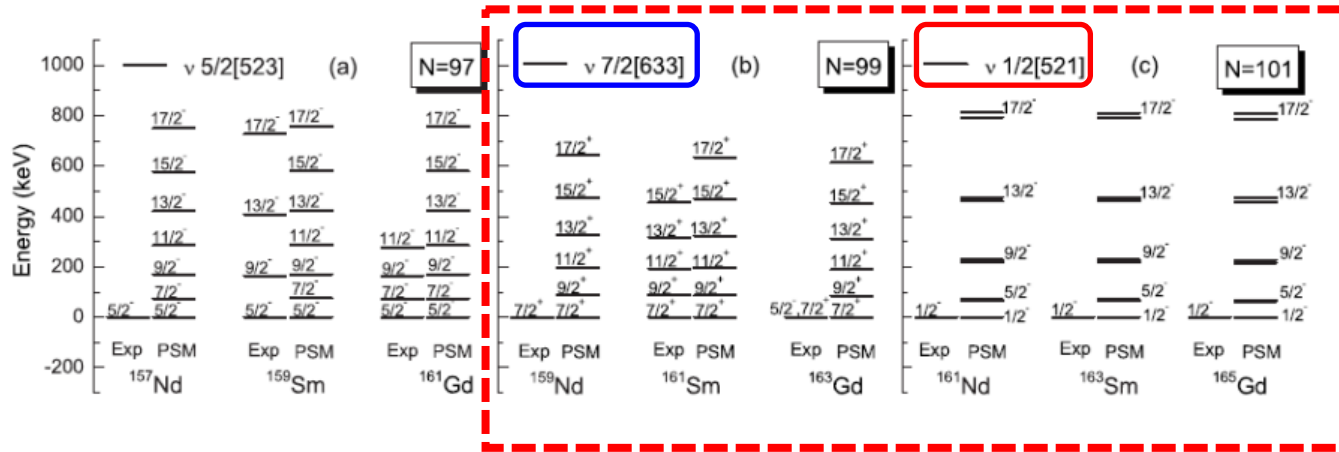 ν 5/2[523] (a) N=97
ν 7/2[633] (b) N=99
ν 1/2[521] (c) N=101
Energy (keV)
1000
800
600
400
200
0
-200
17/2⁻
15/2⁻
13/2⁻
11/2⁻
9/2⁻
7/2⁻
5/2⁻ 5/2⁻
Exp PSM
¹⁵⁷Nd
17/2⁻ 17/2⁻
15/2⁻
13/2⁻ 13/2⁻
11/2⁻
9/2⁻ 9/2⁻
7/2⁻
5/2⁻ 5/2⁻
Exp PSM
¹⁵⁹Sm
17/2⁻
15/2⁻
13/2⁻
11/2⁻ 11/2⁻
9/2⁻ 9/2⁻
7/2⁻ 7/2⁻
5/2⁻ 5/2⁻
Exp PSM
¹⁶¹Gd
17/2⁺
15/2⁺
13/2⁺
11/2⁺
9/2⁺
7/2⁺ 7/2⁺
Exp PSM
¹⁵⁹Nd
17/2⁺
15/2⁺ 15/2⁺
13/2⁺ 13/2⁺
11/2⁺ 11/2⁺
9/2⁺ 9/2⁺
7/2⁺ 7/2⁺
Exp PSM
¹⁶¹Sm
17/2⁺
15/2⁺
13/2⁺
11/2⁺
9/2⁺
5/2⁻,7/2⁺ 7/2⁺
Exp PSM
¹⁶³Gd
17/2⁻
13/2⁻
9/2⁻
5/2⁻
1/2⁻ 1/2⁻
Exp PSM
¹⁶¹Nd
17/2⁻
13/2⁻
9/2⁻
5/2⁻
1/2⁻ 1/2⁻
Exp PSM
¹⁶³Sm
17/2⁻
13/2⁻
9/2⁻
5/2⁻
1/2⁻ 1/2⁻
Exp PSM
¹⁶⁵Gd